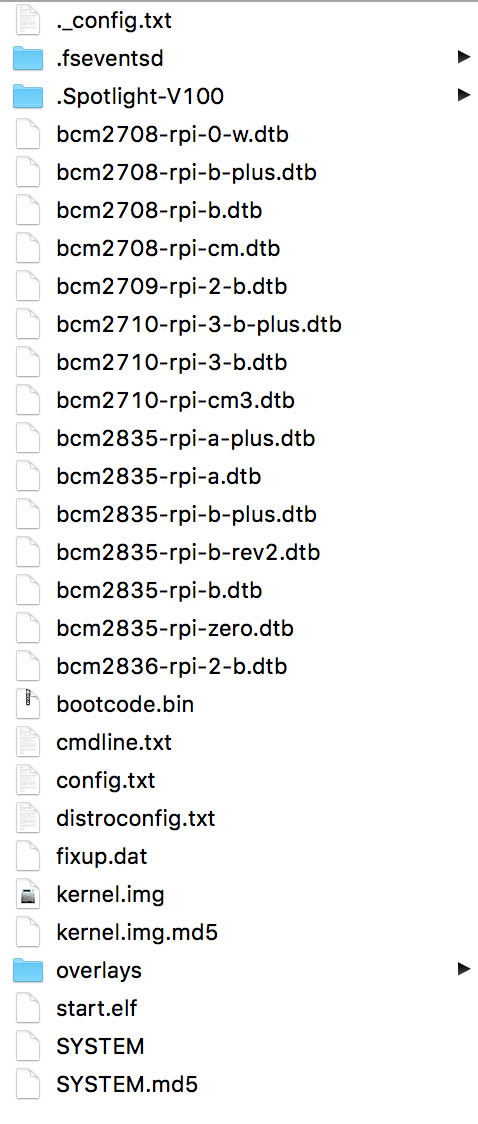 ._config.txt
.fseventsd
.Spotlight-V100
bcm2708-rpi-0-w.dtb
bcm2708-rpi-b-plus.dtb
bcm2708-rpi-b.dtb
bcm2708-rpi-cm.dtb
bcm2709-rpi-2-b.dtb
bcm2710-rpi-3-b-plus.dtb
bcm2710-rpi-3-b.dtb
bcm2710-rpi-cm3.dtb
bcm2835-rpi-a-plus.dtb
bcm2835-rpi-a.dtb
bcm2835-rpi-b-plus.dtb
bcm2835-rpi-b-rev2.dtb
bcm2835-rpi-b.dtb
bcm2835-rpi-zero.dtb
bcm2836-rpi-2-b.dtb
bootcode.bin
cmdline.txt
config.txt
distroconfig.txt
fixup.dat
kernel.img
kernel.img.md5
overlays
start.elf
SYSTEM
SYSTEM.md5